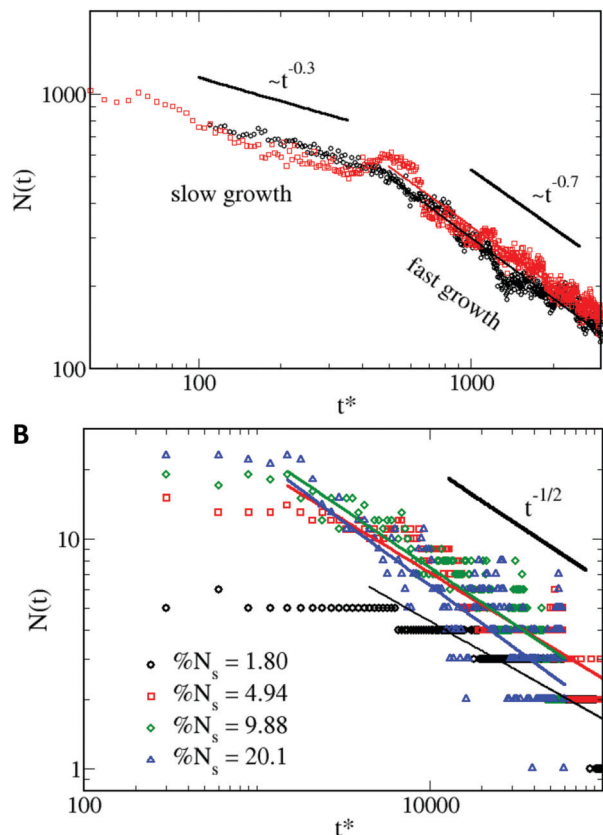 1000
~t^-0.3
N(t)
slow growth
~t^-0.7
fast growth
100
100
1000
t*
B
t^-1/2
10
N(t)
%N_s = 1.80
%N_s = 4.94
%N_s = 9.88
%N_s = 20.1
1
100
10000
t*